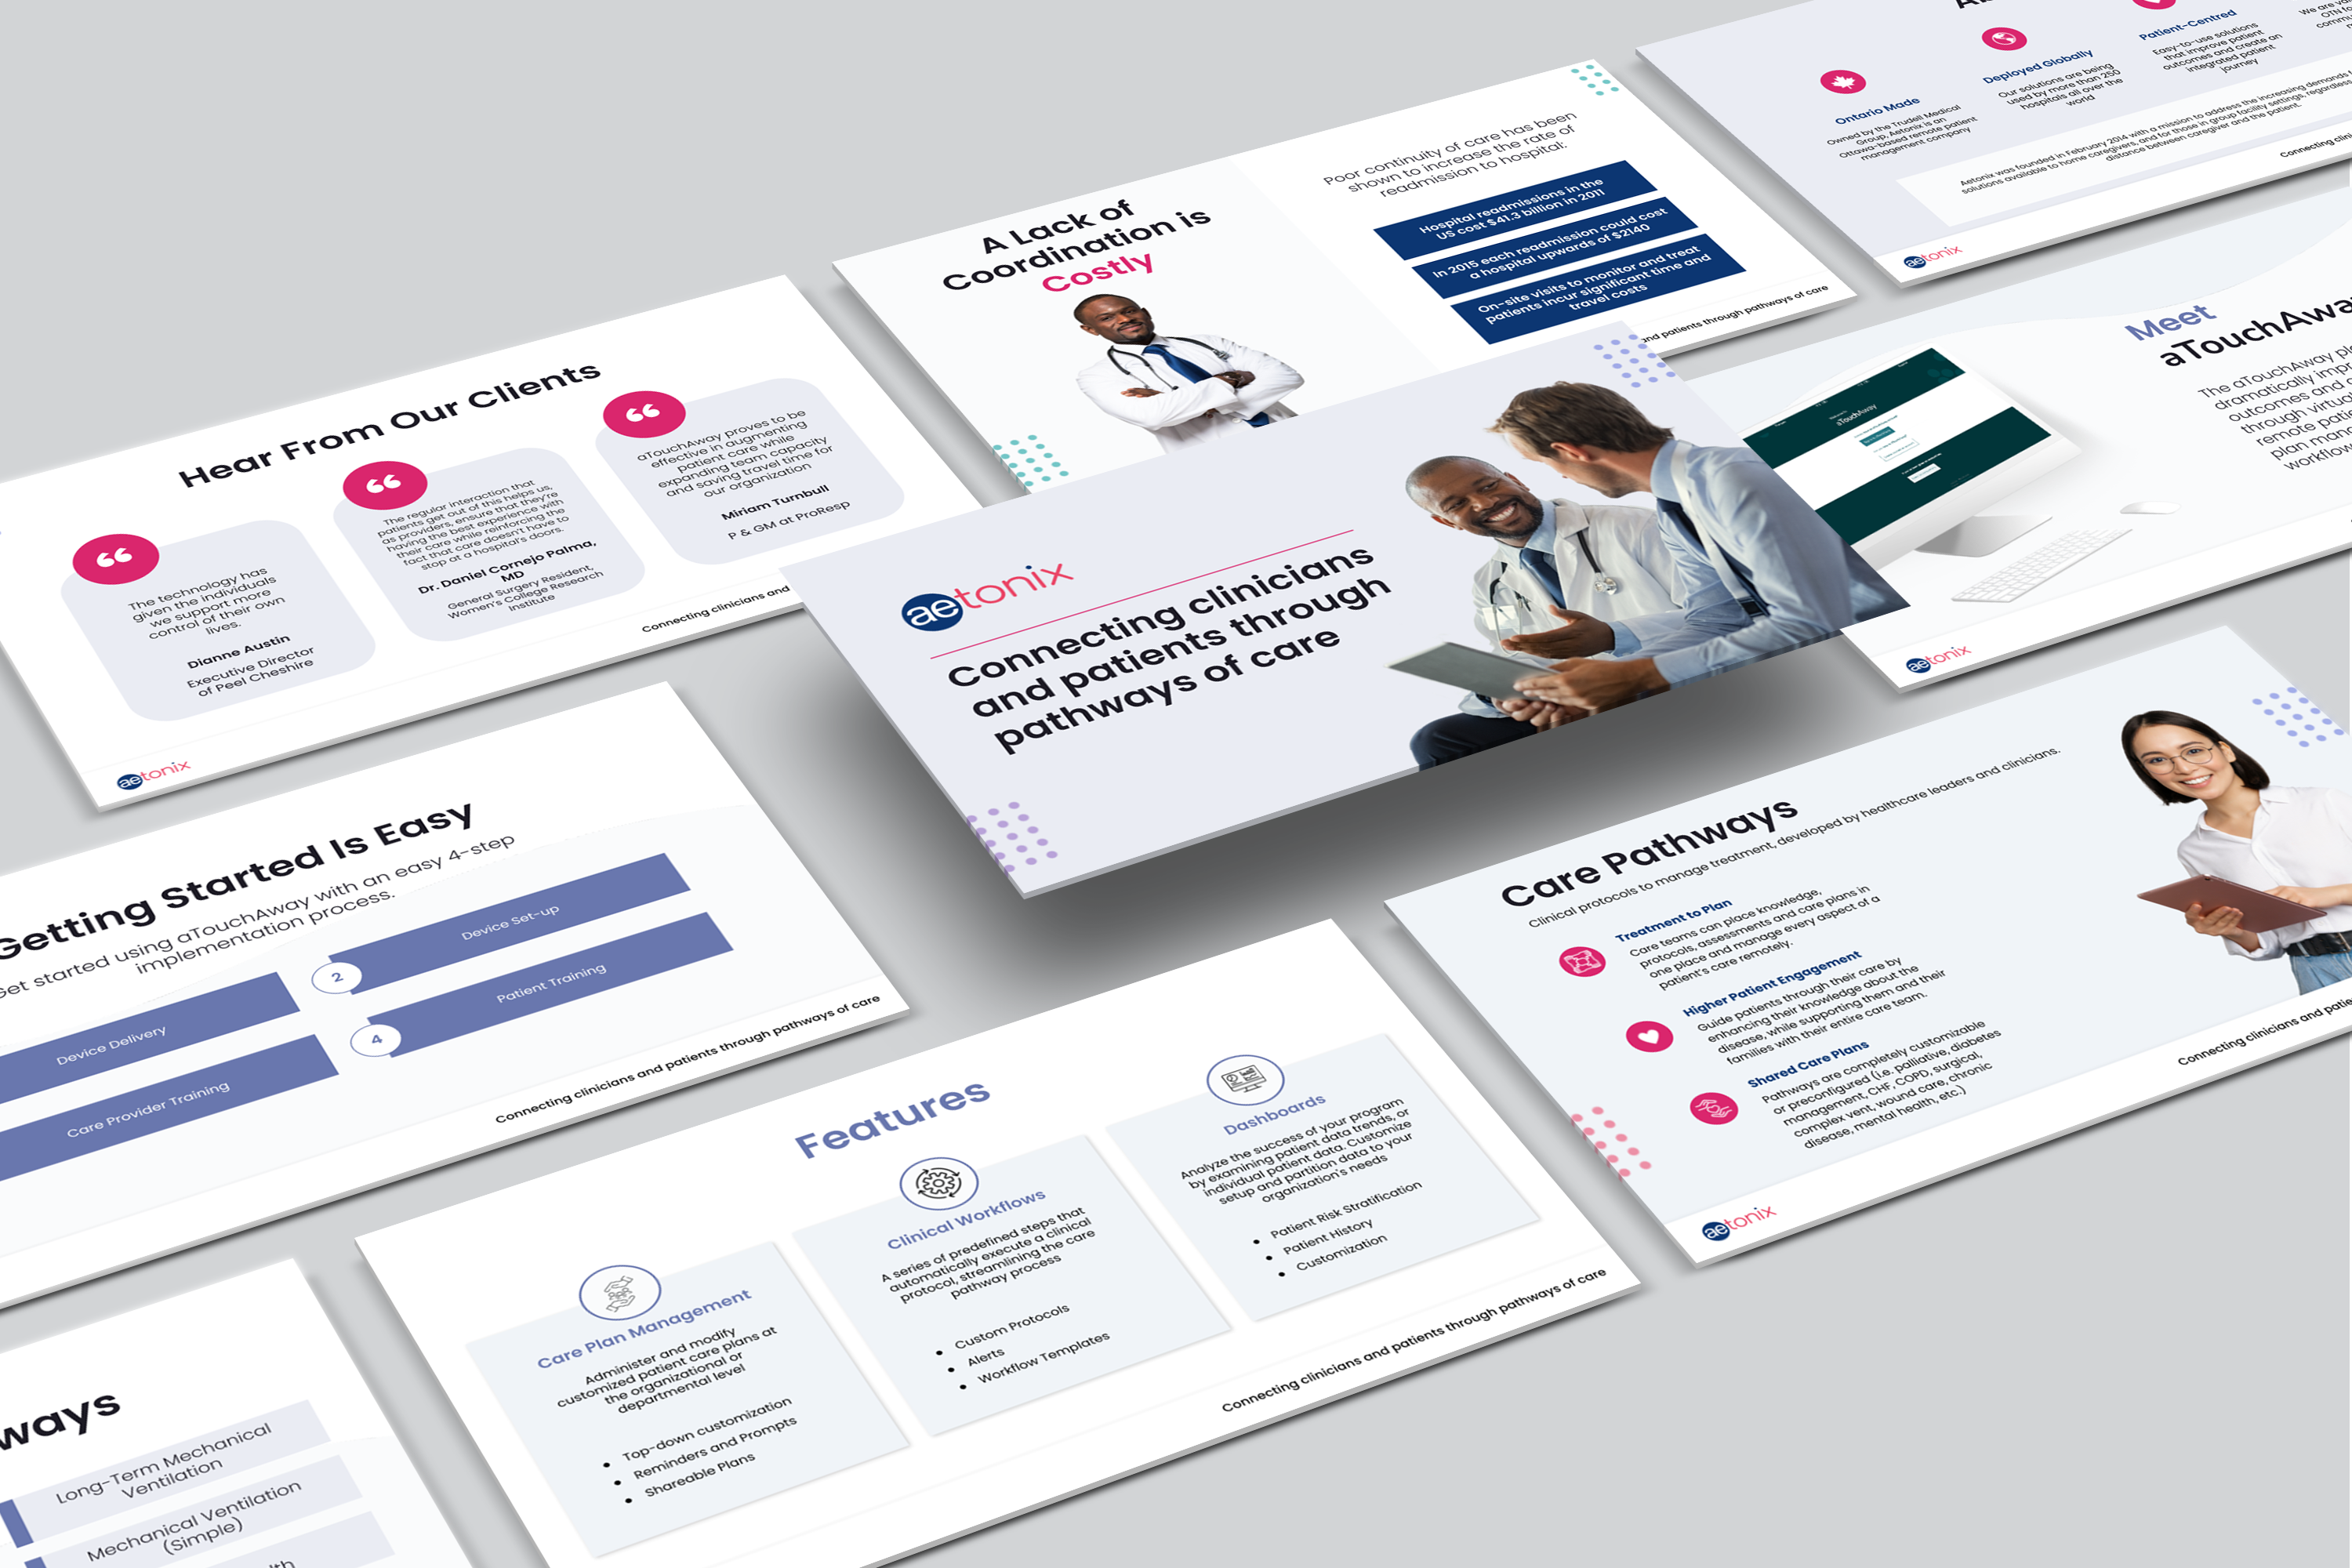 Hear From Our Clients
The technology has
given the individuals
we support more
control of their own
lives.
Dianne Austin
Executive Director
of Peel Cheshire
The regular interaction that
patients get out of this helps us,
as providers, ensure that they're
having the best experience with
their care while reinforcing the
fact that care doesn't have to
stop at a hospital's doors.
Dr. Daniel Cornejo Palma,
MD
General Surgery Resident,
Women's College Research
Institute
aTouchAway proves to be
effective in augmenting
patient care while
expanding team capacity
and saving travel time for
our organization
Miriam Turnbull
P & GM at ProResp
aetonix
Connecting clinicians and
A Lack of
Coordination is
Costly
Poor continuity of care has been
shown to increase the rate of
readmission to hospital:
Hospital readmissions in the
US cost $41.3 billion in 2011
In 2015 each readmission could cost
a hospital upwards of $2140
On-site visits to monitor and treat
patients incur significant time and
travel costs
and patients through pathways of care
Ontario Made
Owned by the Trudell Medical
Group, Aetonix is an
Ottawa-based remote patient
management company
Deployed Globally
Our solutions are being
used by more than 250
hospitals all over the
world
Patient-Centred
Easy-to-use solutions
that improve patient
outcomes and create an
integrated patient
journey
We are
OTN
Aetonix was founded in February 2014 with a mission to address the increasing demands
solutions available to home caregivers, and for those in group facility settings, regardless
distance between caregiver and the patient.
Connecting
aetonix
aetonix
Connecting clinicians
and patients through
pathways of care
Meet
aTouchAway
The aTouchAway
dramatically
outcomes and
through
remote
plan
workflow
aTouchAway
aetonix
Getting Started Is Easy
Get started using aTouchAway with an easy 4-step
implementation process.
Device Delivery
2
Device Set-up
Care Provider Training
4
Patient Training
Connecting clinicians and patients through pathways of care
Care Pathways
Clinical protocols to manage treatment, developed by healthcare leaders and clinicians.
Treatment to Plan
Care teams can place knowledge,
protocols, assessments and care plans in
one place and manage every aspect of a
patient's care remotely.
Higher Patient Engagement
Guide patients through their care by
enhancing their knowledge about the
disease, while supporting them and their
families with their entire care team.
Shared Care Plans
Pathways are completely customizable
or preconfigured (i.e. palliative, diabetes
management, CHF, COPD, surgical,
complex vent, wound care, chronic
disease, mental health, etc.)
Connecting clinicians and
aetonix
Features
Care Plan Management
Administer and modify
customized patient care plans at
the organizational or
departmental level
Top-down customization
Reminders and Prompts
Shareable Plans
Clinical Workflows
A series of predefined steps that
automatically execute a clinical
protocol, streamlining the care
pathway process
Custom Protocols
Alerts
Workflow Templates
Dashboards
Analyze the success of your program
by examining patient data trends, or
individual patient data. Customize
setup and partition data to your
organization's needs
Patient Risk Stratification
Patient History
Customization
Connecting clinicians and patients through pathways of care
ways
Long-Term Mechanical
Ventilation
Mechanical Ventilation
(Simple)